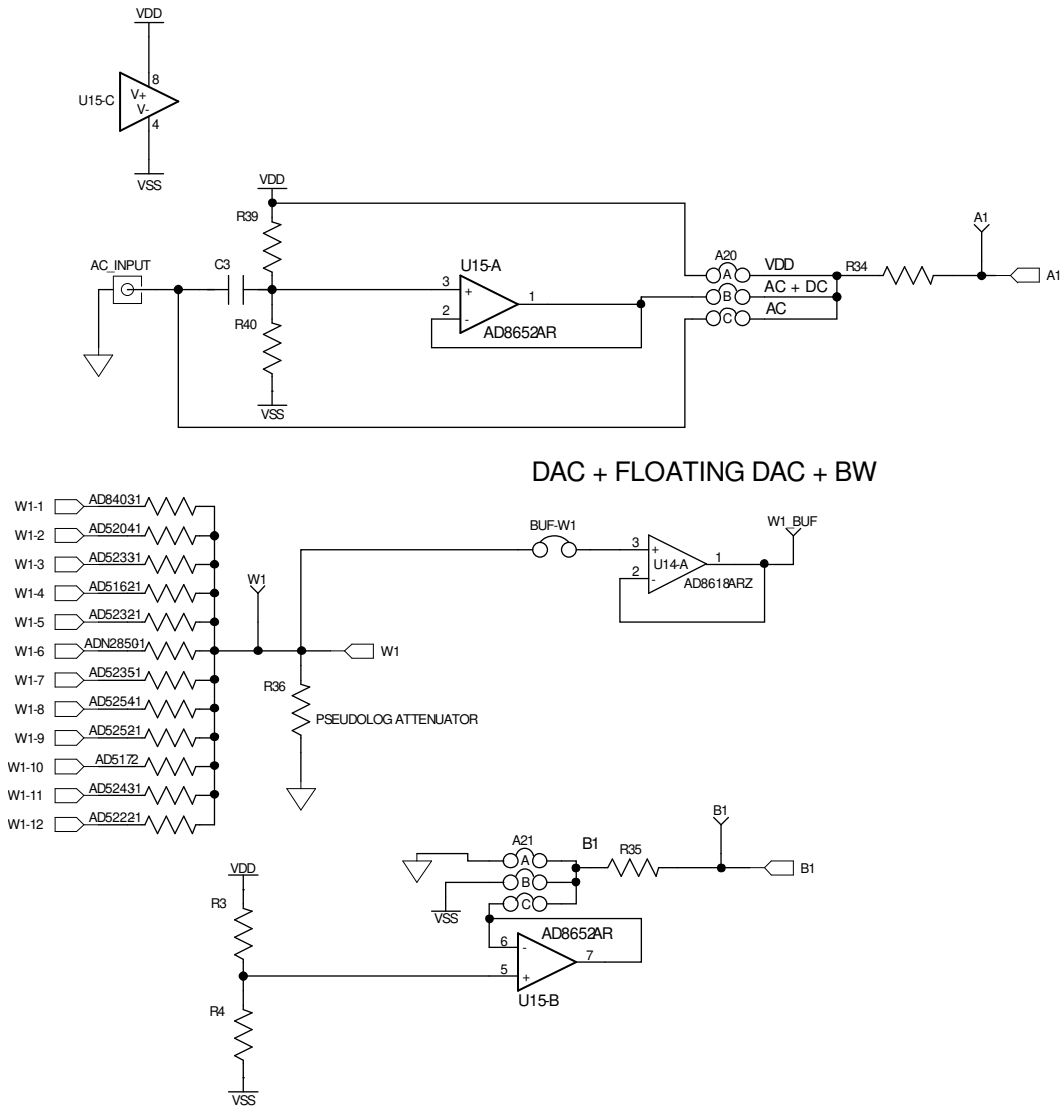 VDD
8
U15-C
V+
V-
4
VSS
VDD
R39
AC_INPUT
C3
U15-A
3
+
1
2
-
AD8652AR
R40
VSS
A20
A
VDD
B
AC + DC
C
AC
R34
A1
A1
DAC + FLOATING DAC + BW
W1-1 AD84031
W1-2 AD52041
W1-3 AD52331
W1-4 AD51621
W1-5 AD52321
W1-6 ADN28501
W1-7 AD52351
W1-8 AD52541
W1-9 AD52521
W1-10 AD5172
W1-11 AD52431
W1-12 AD52221
W1
W1
BUF-W1
3
+
U14-A
1
2
-
AD8618ARZ
W1_BUF
R36
PSEUDOLOG ATTENUATOR
A21
A
B
C
B1
R35
B1
B1
VSS
AD8652AR
6
-
7
5
+
U15-B
VDD
R3
R4
VSS